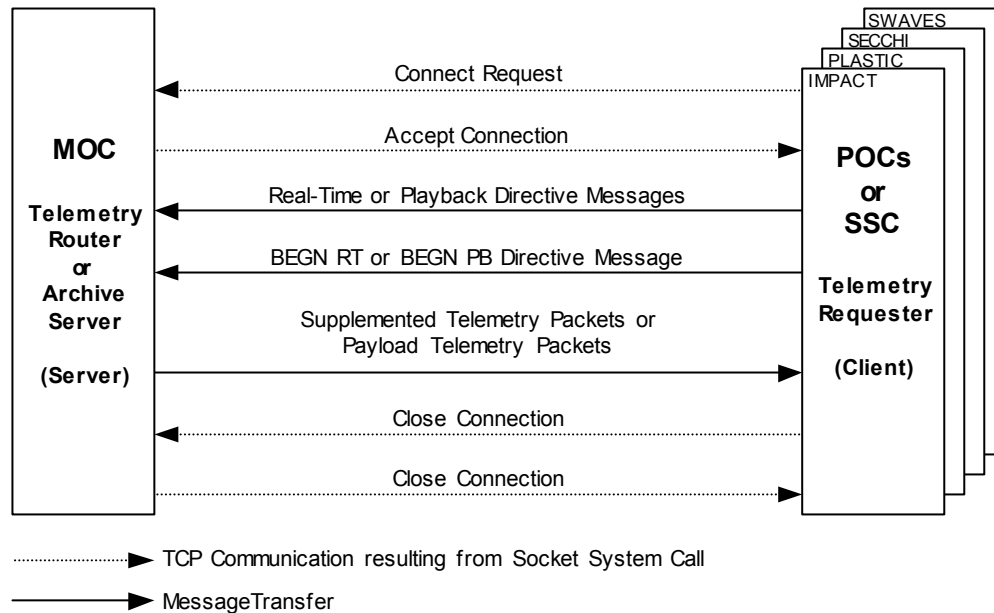 SWAVES
SECCHI
PLASTIC
IMPACT
Connect Request
MOC
Accept Connection
POCs
or
SSC
Real-Time or Playback Directive Messages
Telemetry
Router
or
Archive
Server
BEGN RT or BEGN PB Directive Message
Telemetry
Requester
Supplemented Telemetry Packets or
Payload Telemetry Packets
(Server)
(Client)
Close Connection
Close Connection
TCP Communication resulting from Socket System Call
MessageTransfer